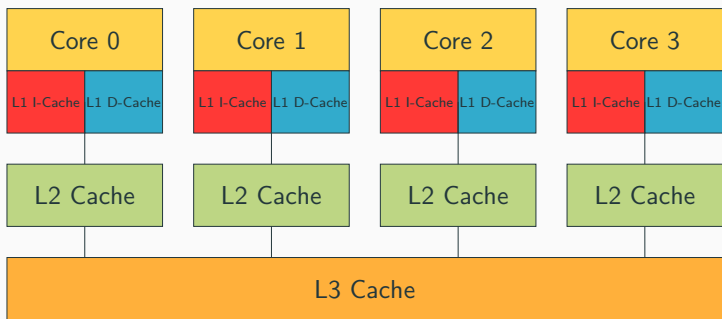 Core 0 Core 1 Core 2 Core 3
L1 I-Cache L1 D-Cache L1 I-Cache L1 D-Cache L1 I-Cache L1 D-Cache L1 I-Cache L1 D-Cache
L2 Cache L2 Cache L2 Cache L2 Cache
L3 Cache